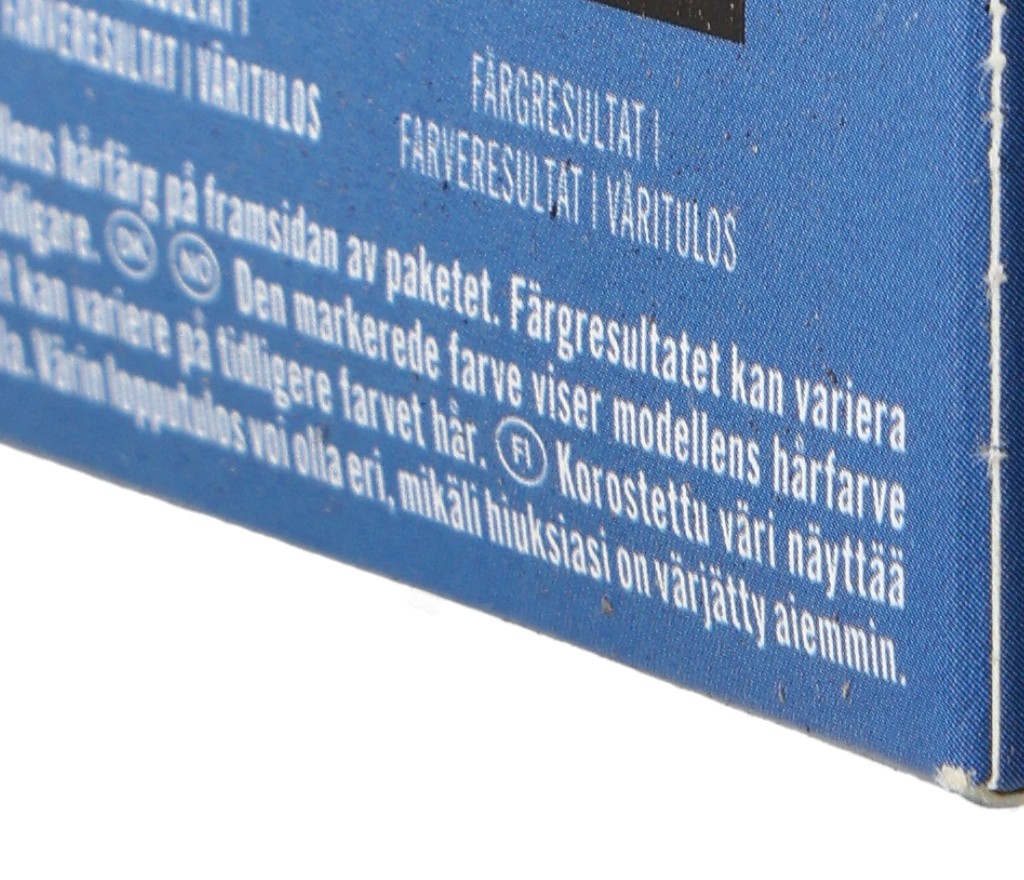 FARVERESULTAT | VÄRITULOS
FÄRGRESULTAT |
FARVERESULTAT | VÄRITULOS
llens hårfärg på framsidan av paketet. Färgresultatet kan variera
tidigare. DK NO Den markerede farve viser modellens hårfarve
t kan variere på tidligere farvet hår. FI Korostettu väri näyttää
la. Värin lopputulos voi olla eri, mikäli hiuksiasi on värjätty aiemmin.